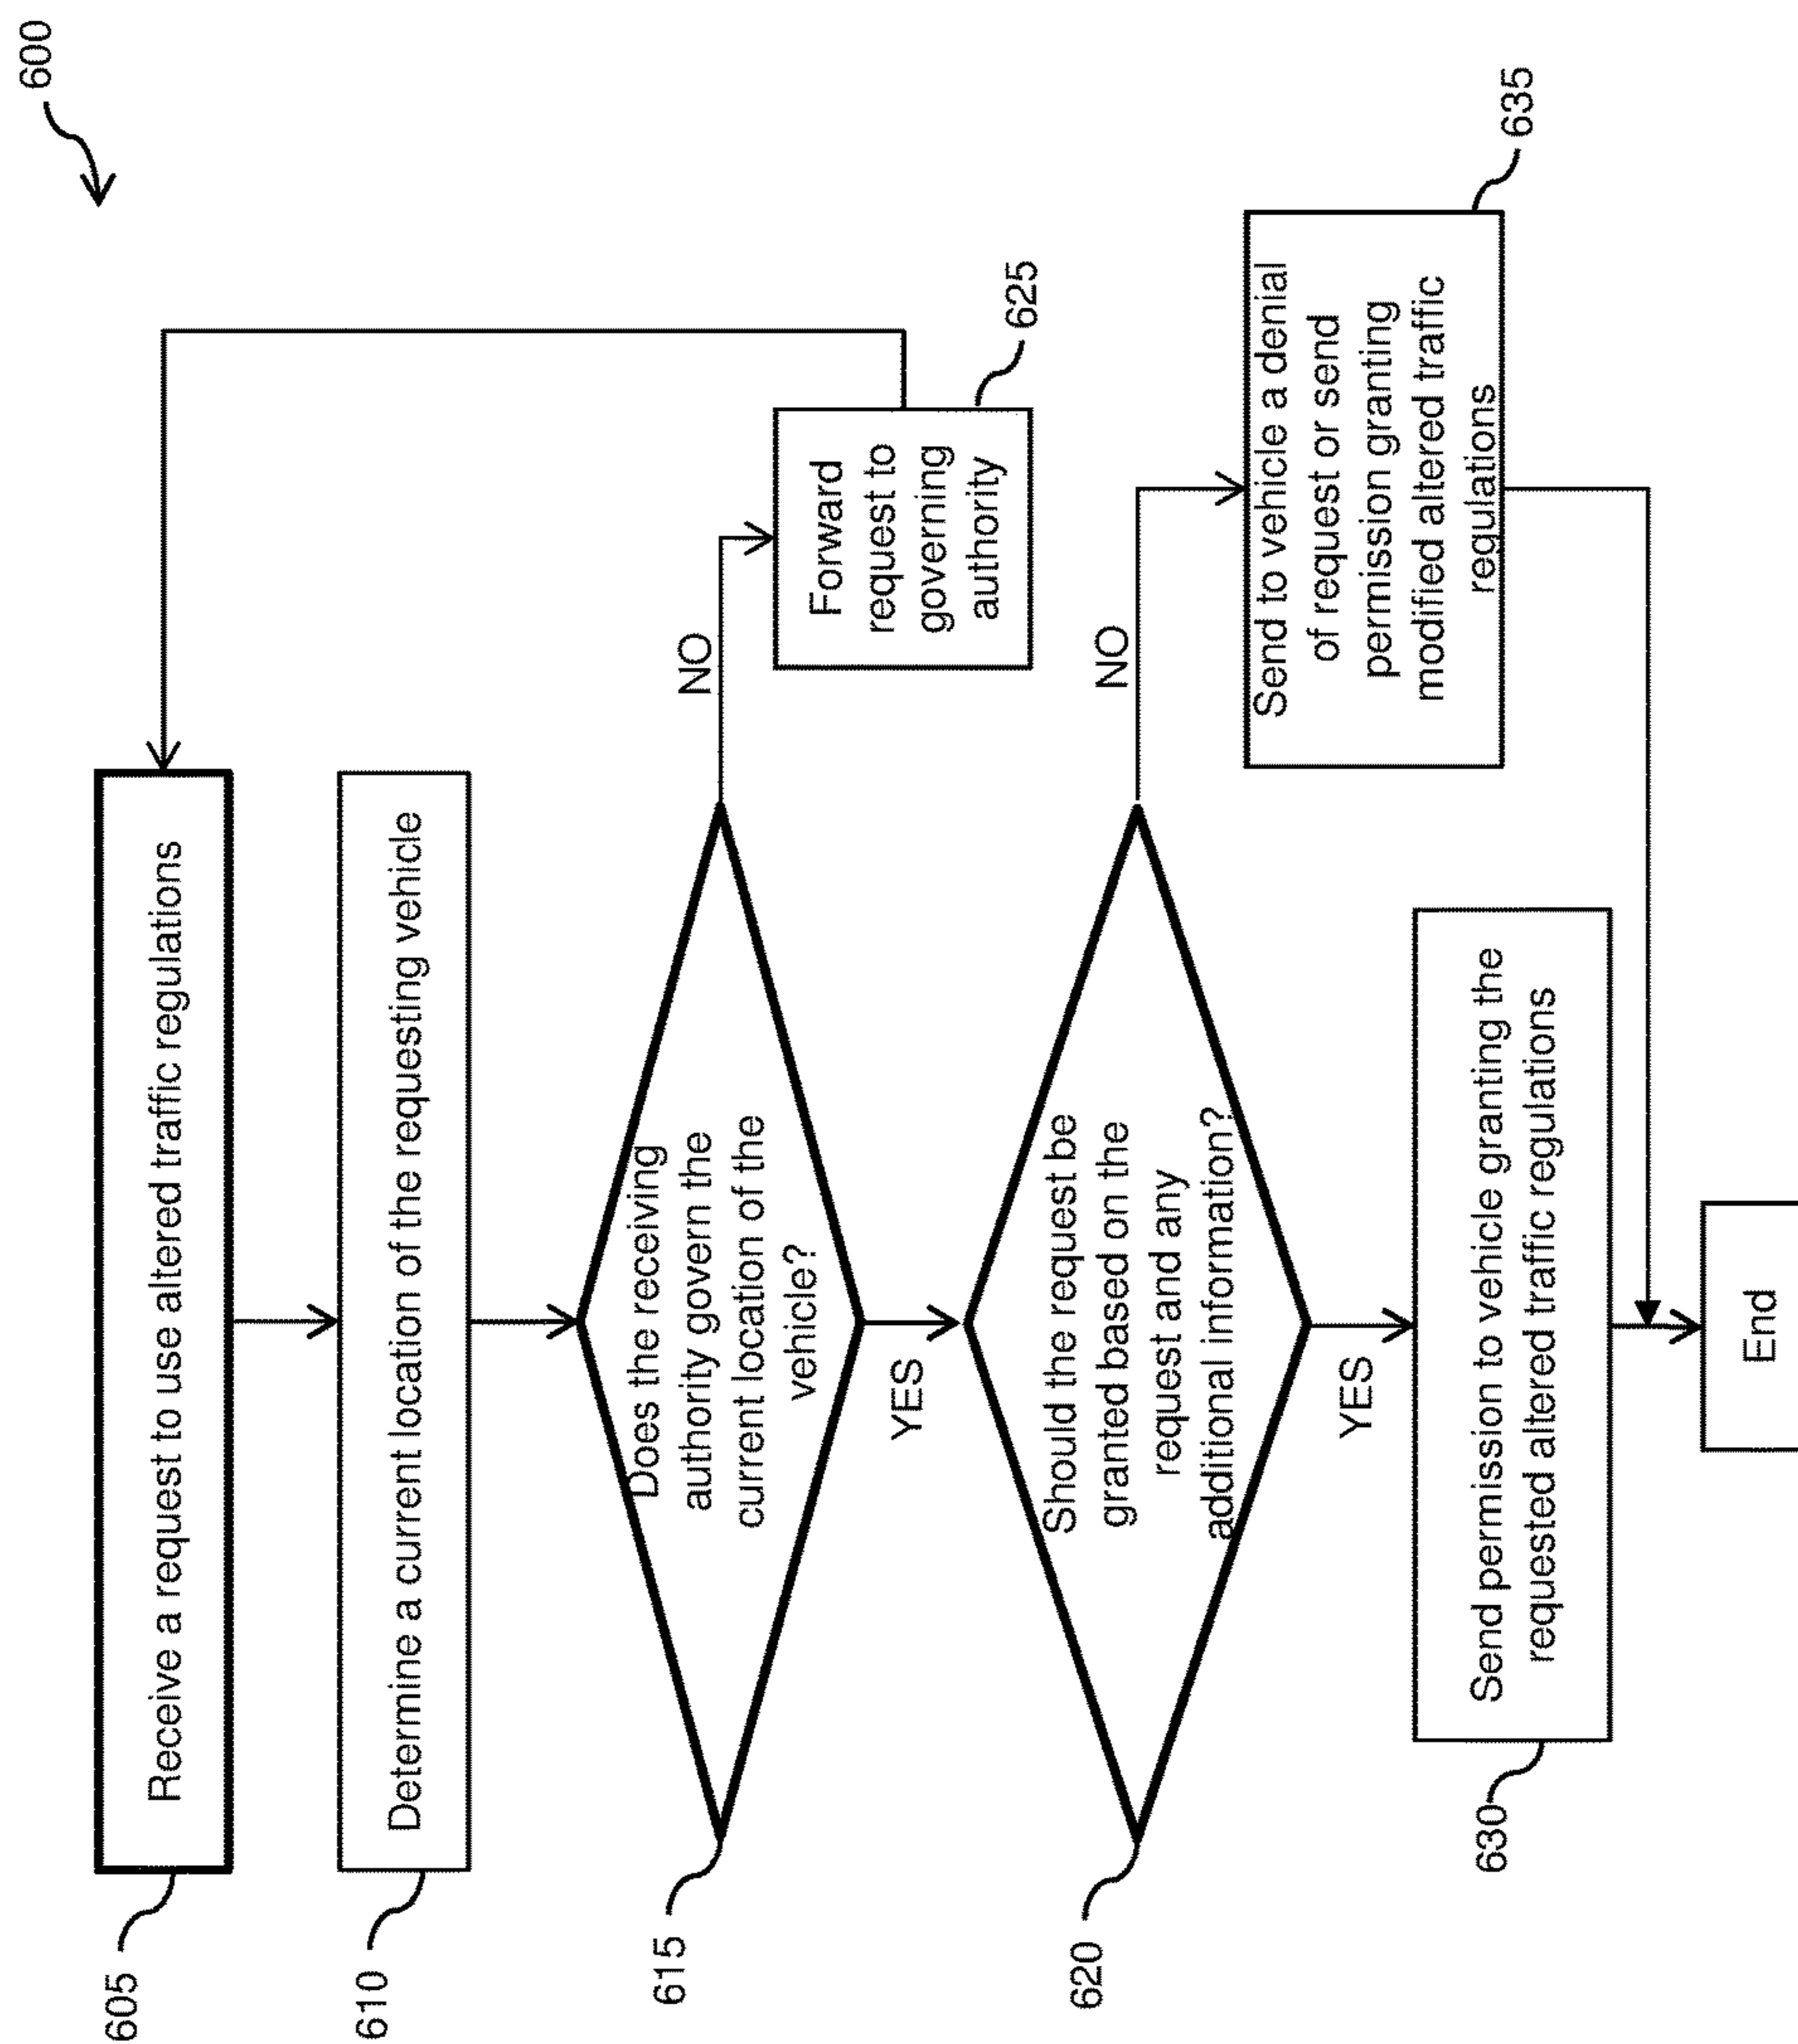 600
605
Receive a request to use altered traffic regulations
610
Determine a current location of the requesting vehicle
615
Does the receiving
authority govern the
current location of the
vehicle?
NO
Forward
request to
governing
authority
625
YES
620
Should the request be
granted based on the
request and any
additional information?
NO
Send to vehicle a denial
of request or send
permission granting
modified altered traffic
regulations
635
YES
630
Send permission to vehicle granting the
requested altered traffic regulations
End